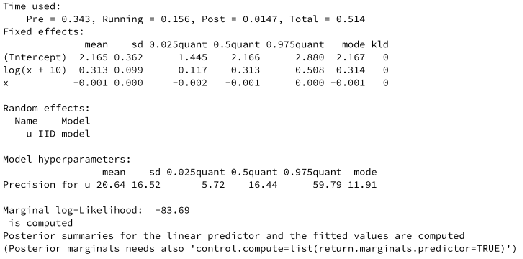 Time used:
Pre = 0.343, Running = 0.156, Post = 0.0147, Total = 0.514
Fixed effects:
mean sd 0.025quant 0.5quant 0.975quant mode kld
(Intercept) 2.165 0.362 1.445 2.166 2.880 2.167 0
log(x + 10) 0.313 0.099 0.117 0.313 0.508 0.314 0
x -0.001 0.000 -0.002 -0.001 0.000 -0.001 0
Random effects:
Name Model
u IID model
Model hyperparameters:
mean sd 0.025quant 0.5quant 0.975quant mode
Precision for u 20.64 16.52 5.72 16.44 59.79 11.91
Marginal log-Likelihood: -83.69
is computed
Posterior summaries for the linear predictor and the fitted values are computed
(Posterior marginals needs also 'control.compute=list(return.marginals.predictor=TRUE)')